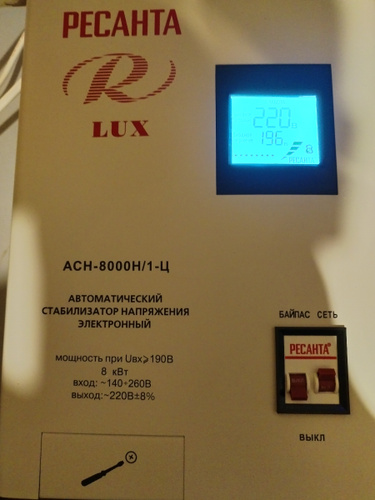 РЕСАНТА
R
LUX
220
196
8
АСН-8000Н/1-Ц
АВТОМАТИЧЕСКИЙ
СТАБИЛИЗАТОР НАПРЯЖЕНИЯ
ЭЛЕКТРОННЫЙ
мощность при Uвх⩾190В
8 кВт
вход: ~140÷260В
выход:~220В±8%
БАЙПАС СЕТЬ
РЕСАНТА®
ВЫКЛ